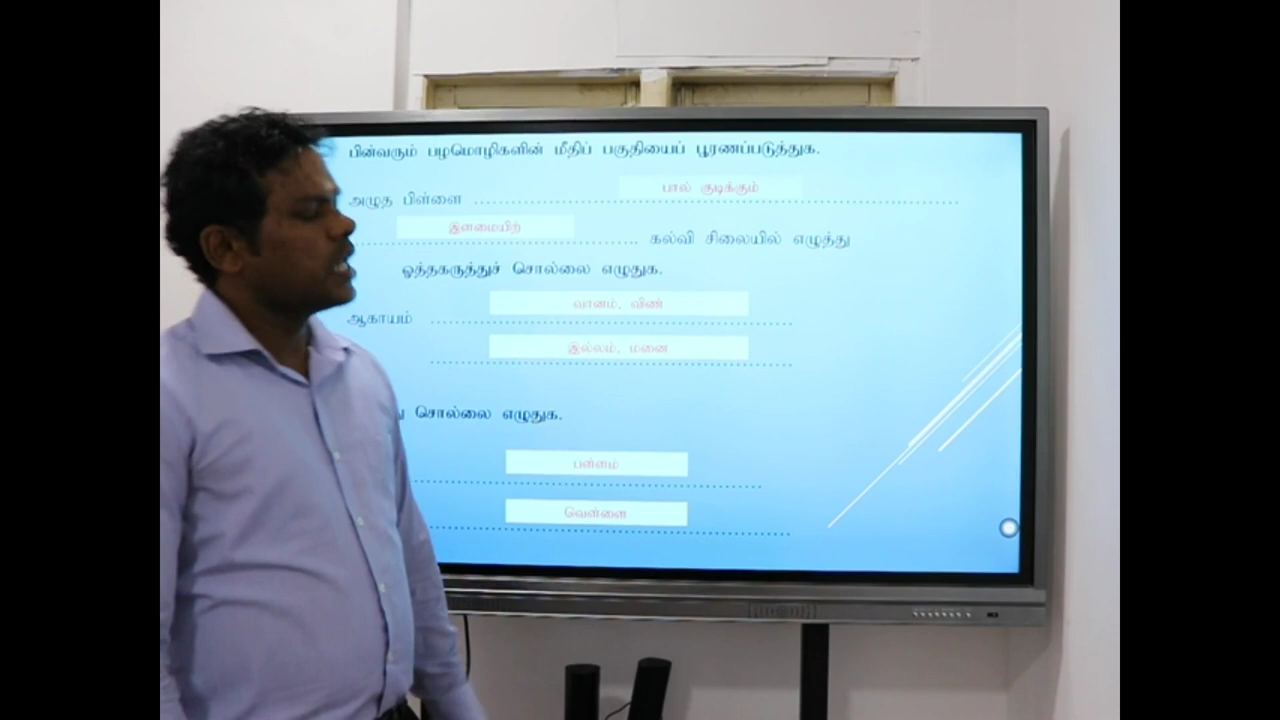 பின்வரும் பழமொழிகளின் மீதிப் பகுதியைப் பூரணப்படுத்துக.
அழுத பிள்ளை ........ பால் குடிக்கும்
இளமையிற் ........ கல்வி சிலையில் எழுத்து
ஒத்தகருத்துச் சொல்லை எழுதுக.
ஆகாயம் ........ வானம், விண்
இல்லம், மனை
சொல்லை எழுதுக.
பள்ளம்
வெள்ளை